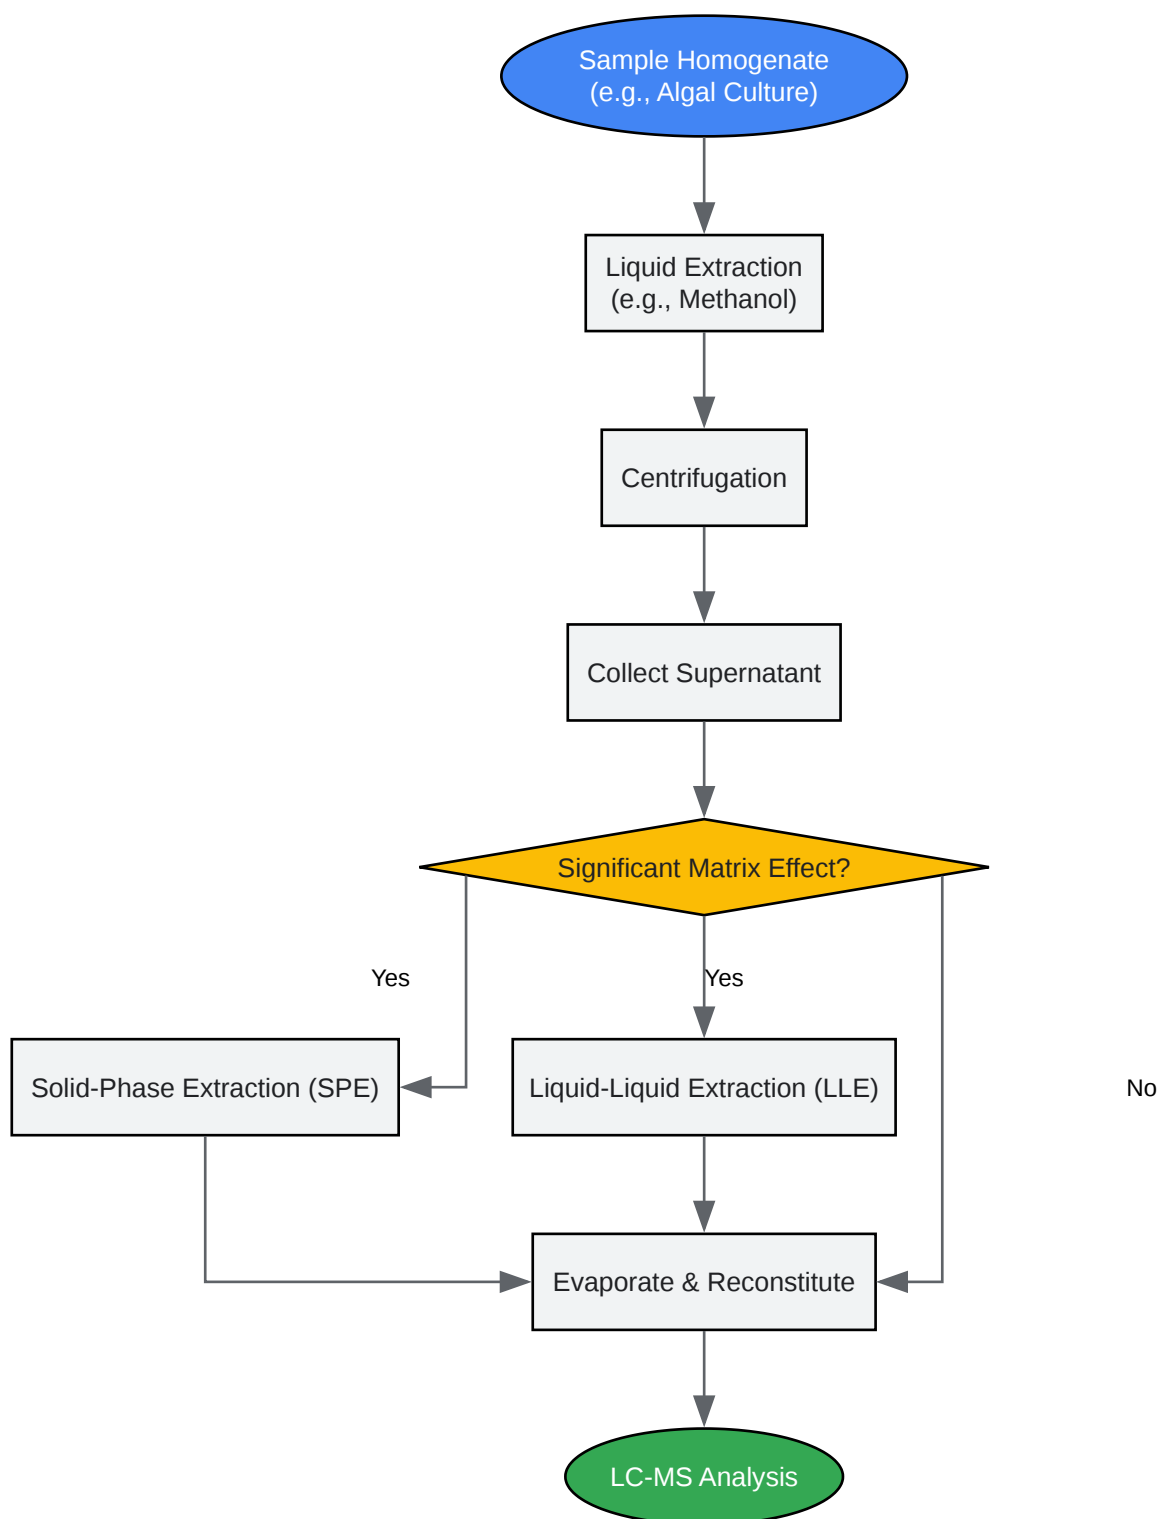 Sample Homogenate
(e.g., Algal Culture)
Liquid Extraction
(e.g., Methanol)
Centrifugation
Collect Supernatant
Significant Matrix Effect?
Yes
Yes
Solid-Phase Extraction (SPE)
Liquid-Liquid Extraction (LLE)
No
Evaporate & Reconstitute
LC-MS Analysis